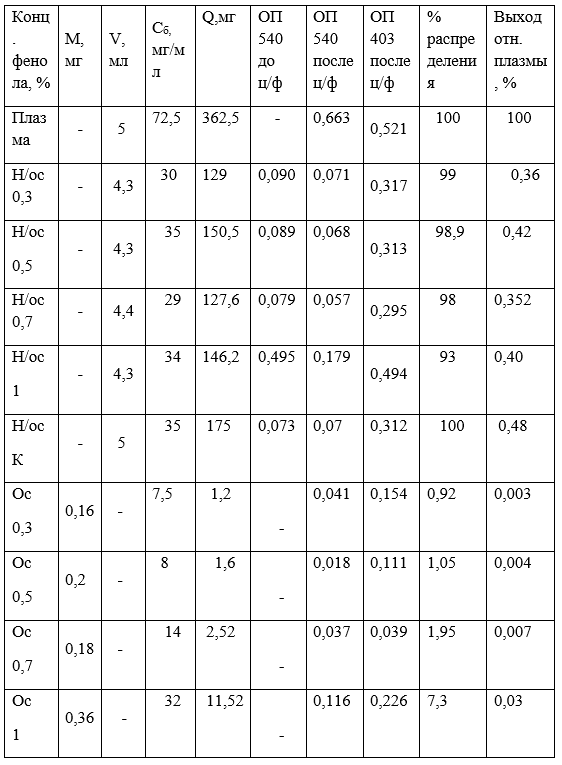 Конц. фенола, % | М, мг | V, мл | Сб, мг/мл | Q,мг | ОП 540 до ц/ф | ОП 540 после ц/ф | ОП 403 после ц/ф | % распределения | Выход отн. плазмы, %
Плазма | - | 5 | 72,5 | 362,5 | - | 0,663 | 0,521 | 100 | 100
Н/ос 0,3 | - | 4,3 | 30 | 129 | 0,090 | 0,071 | 0,317 | 99 | 0,36
Н/ос 0,5 | - | 4,3 | 35 | 150,5 | 0,089 | 0,068 | 0,313 | 98,9 | 0,42
Н/ос 0,7 | - | 4,4 | 29 | 127,6 | 0,079 | 0,057 | 0,295 | 98 | 0,352
Н/ос 1 | - | 4,3 | 34 | 146,2 | 0,495 | 0,179 | 0,494 | 93 | 0,40
Н/ос К | - | 5 | 35 | 175 | 0,073 | 0,07 | 0,312 | 100 | 0,48
Ос 0,3 | 0,16 | - | 7,5 | 1,2 | - | 0,041 | 0,154 | 0,92 | 0,003
Ос 0,5 | 0,2 | - | 8 | 1,6 | - | 0,018 | 0,111 | 1,05 | 0,004
Ос 0,7 | 0,18 | - | 14 | 2,52 | - | 0,037 | 0,039 | 1,95 | 0,007
Ос 1 | 0,36 | - | 32 | 11,52 | - | 0,116 | 0,226 | 7,3 | 0,03